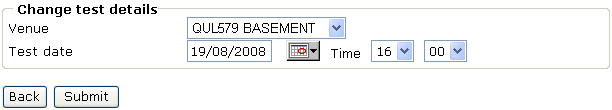 Change test details
Venue QUL579 BASEMENT
Test date 19/08/2008 Time 16 00
Back Submit